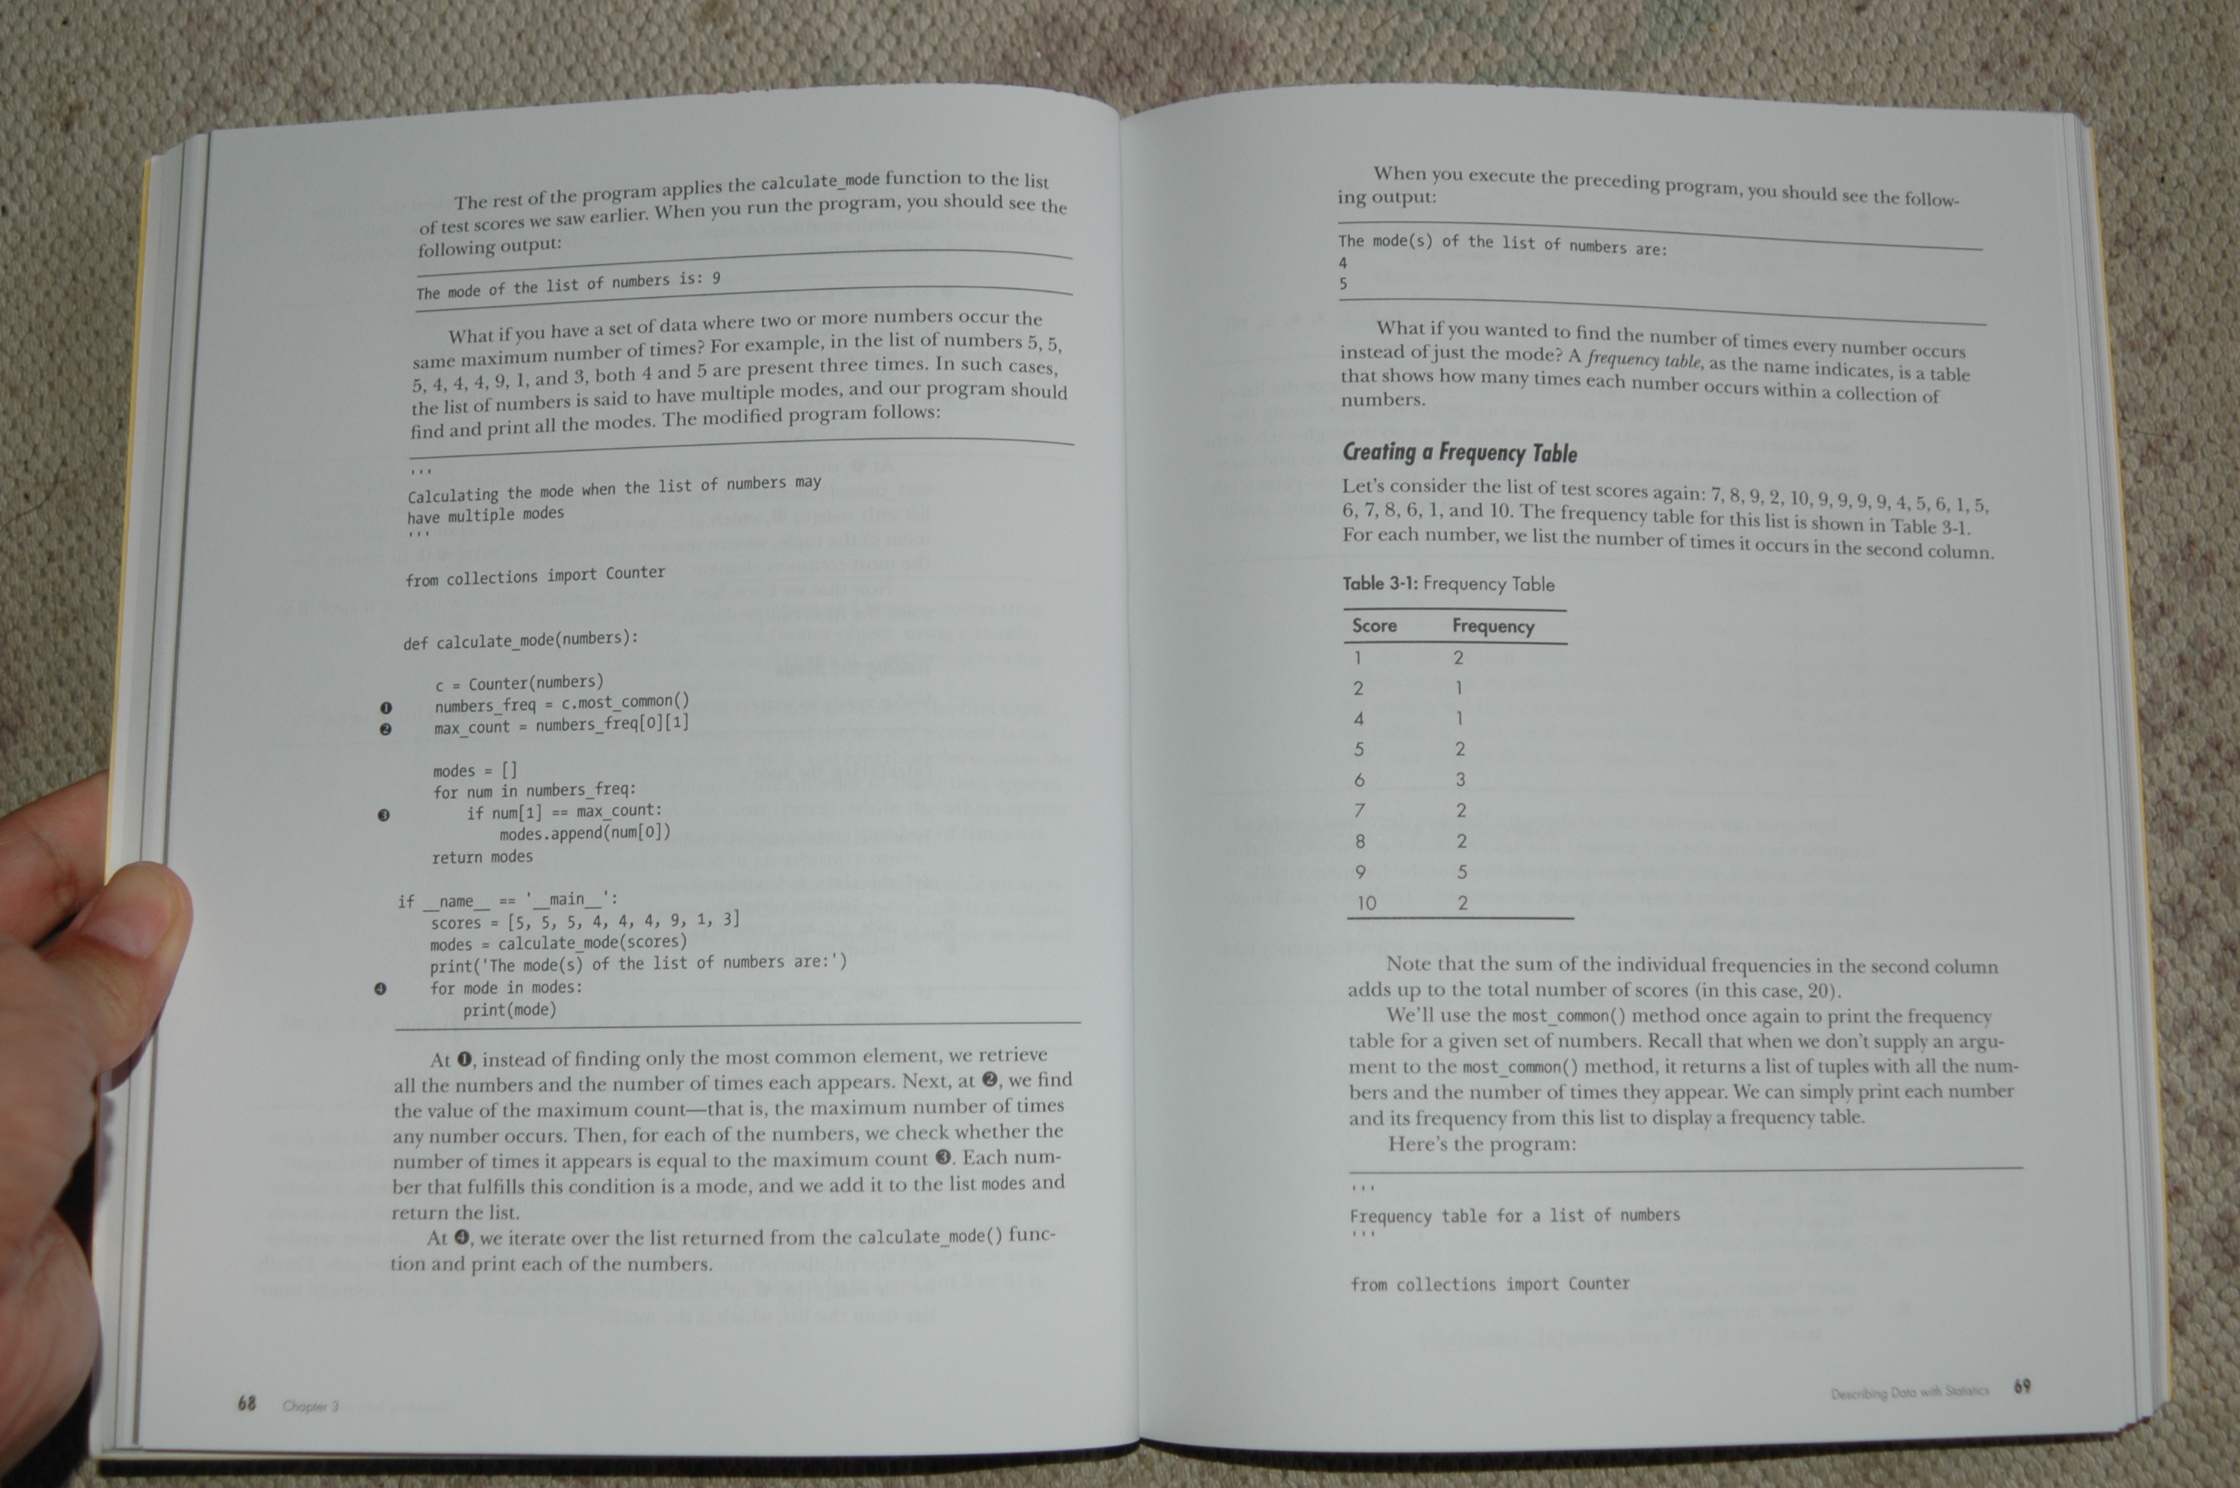 The rest of the program applies the calculate_mode function to the list
of test scores we saw earlier. When you run the program, you should see the
following output:
The mode of the list of numbers is: 9
What if you have a set of data where two or more numbers occur the
same maximum number of times? For example, in the list of numbers 5, 5,
5, 4, 4, 4, 9, 1, and 3, both 4 and 5 are present three times. In such cases,
the list of numbers is said to have multiple modes, and our program should
find and print all the modes. The modified program follows:
'''
Calculating the mode when the list of numbers may
have multiple modes
'''
from collections import Counter
def calculate_mode(numbers):
c = Counter(numbers)
❶ numbers_freq = c.most_common()
❷ max_count = numbers_freq[0][1]
modes = []
for num in numbers_freq:
❸ if num[1] == max_count:
modes.append(num[0])
return modes
if __name__ == '__main__':
scores = [5, 5, 5, 4, 4, 4, 9, 1, 3]
modes = calculate_mode(scores)
print('The mode(s) of the list of numbers are:')
❹ for mode in modes:
print(mode)
At ❶, instead of finding only the most common element, we retrieve
all the numbers and the number of times each appears. Next, at ❷, we find
the value of the maximum count—that is, the maximum number of times
any number occurs. Then, for each of the numbers, we check whether the
number of times it appears is equal to the maximum count ❸. Each num-
ber that fulfills this condition is a mode, and we add it to the list modes and
return the list.
At ❹, we iterate over the list returned from the calculate_mode() func-
tion and print each of the numbers.
68 Chapter 3
When you execute the preceding program, you should see the follow-
ing output:
The mode(s) of the list of numbers are:
4
5
What if you wanted to find the number of times every number occurs
instead of just the mode? A frequency table, as the name indicates, is a table
that shows how many times each number occurs within a collection of
numbers.
Creating a Frequency Table
Let's consider the list of test scores again: 7, 8, 9, 2, 10, 9, 9, 9, 9, 4, 5, 6, 1, 5,
6, 7, 8, 6, 1, and 10. The frequency table for this list is shown in Table 3-1.
For each number, we list the number of times it occurs in the second column.
Table 3-1: Frequency Table
Score Frequency
1 2
2 1
4 1
5 2
6 3
7 2
8 2
9 5
10 2
Note that the sum of the individual frequencies in the second column
adds up to the total number of scores (in this case, 20).
We'll use the most_common() method once again to print the frequency
table for a given set of numbers. Recall that when we don't supply an argu-
ment to the most_common() method, it returns a list of tuples with all the num-
bers and the number of times they appear. We can simply print each number
and its frequency from this list to display a frequency table.
Here's the program:
'''
Frequency table for a list of numbers
'''
from collections import Counter
Describing Data with Statistics 69